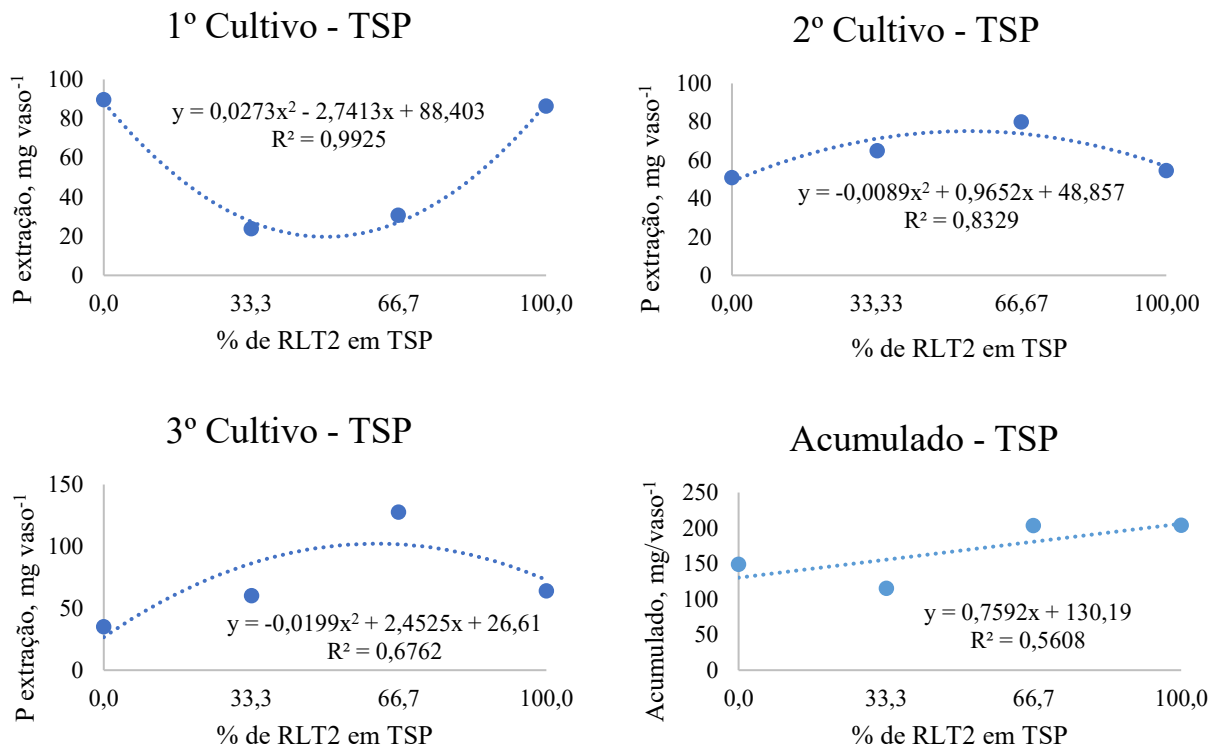 1º Cultivo - TSP
P extração, mg vaso-1
100
80
60
40
20
0
y = 0,0273x² - 2,7413x + 88,403
R² = 0,9925
0,0 33,3 66,7 100,0
% de RLT2 em TSP
2º Cultivo - TSP
P extração, mg vaso-1
100
80
60
40
20
0
y = -0,0089x² + 0,9652x + 48,857
R² = 0,8329
0,00 33,33 66,67 100,00
% de RLT2 em TSP
3º Cultivo - TSP
P extração, mg vaso-1
150
100
50
0
y = -0,0199x² + 2,4525x + 26,61
R² = 0,6762
0,0 33,3 66,7 100,0
% de RLT2 em TSP
Acumulado - TSP
Acumulado, mg/vaso-1
250
200
150
100
50
0
y = 0,7592x + 130,19
R² = 0,5608
0,0 33,3 66,7 100,0
% de RLT2 em TSP